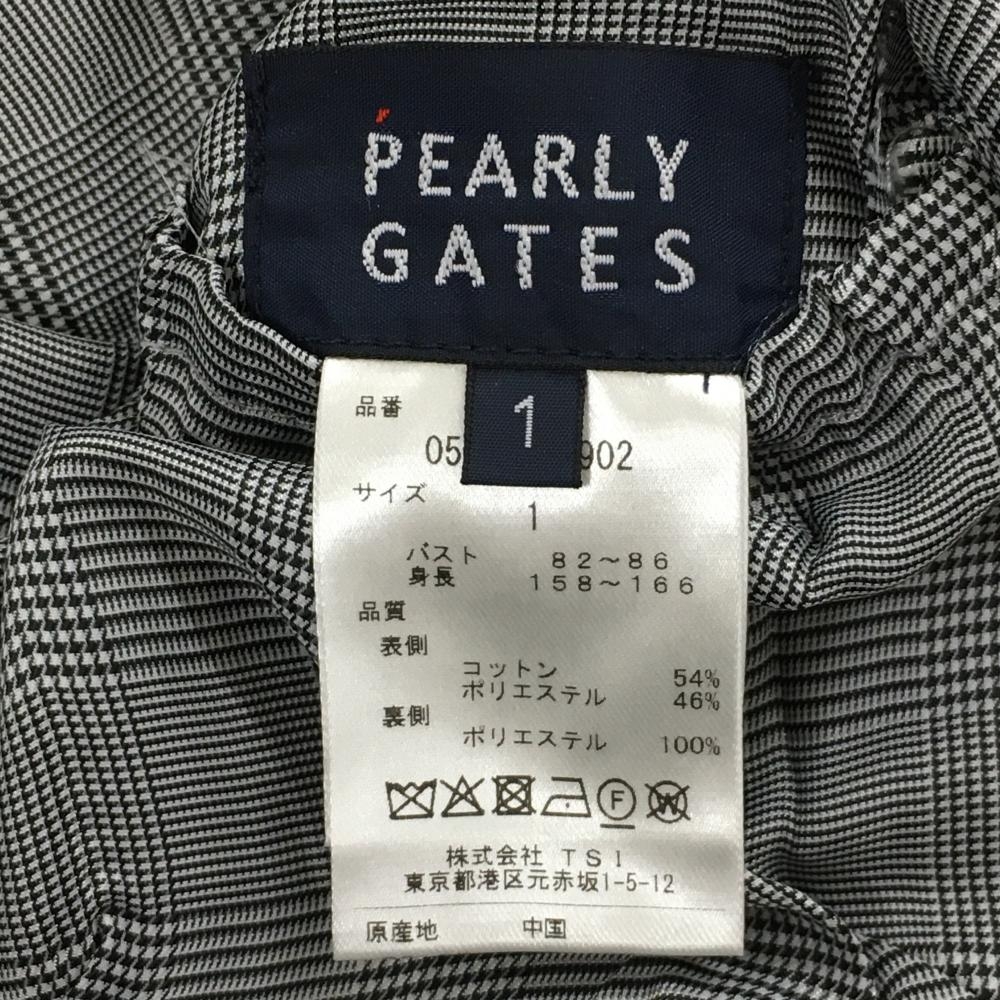 PEARLY
GATES
1
品番
05 902
サイズ
1
バスト 82〜86
身長 158〜166
品質
表側
コットン 54%
ポリエステル 46%
裏側
ポリエステル 100%
F
W
株式会社 TSI
東京都港区元赤坂1-5-12
原産地 中国